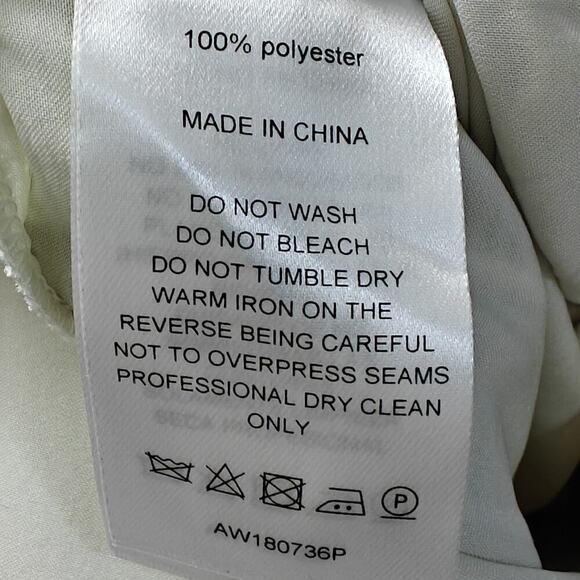 100% polyester
MADE IN CHINA
DO NOT WASH
DO NOT BLEACH
DO NOT TUMBLE DRY
WARM IRON ON THE
REVERSE BEING CAREFUL
NOT TO OVERPRESS SEAMS
PROFESSIONAL DRY CLEAN
ONLY
P
AW180736P